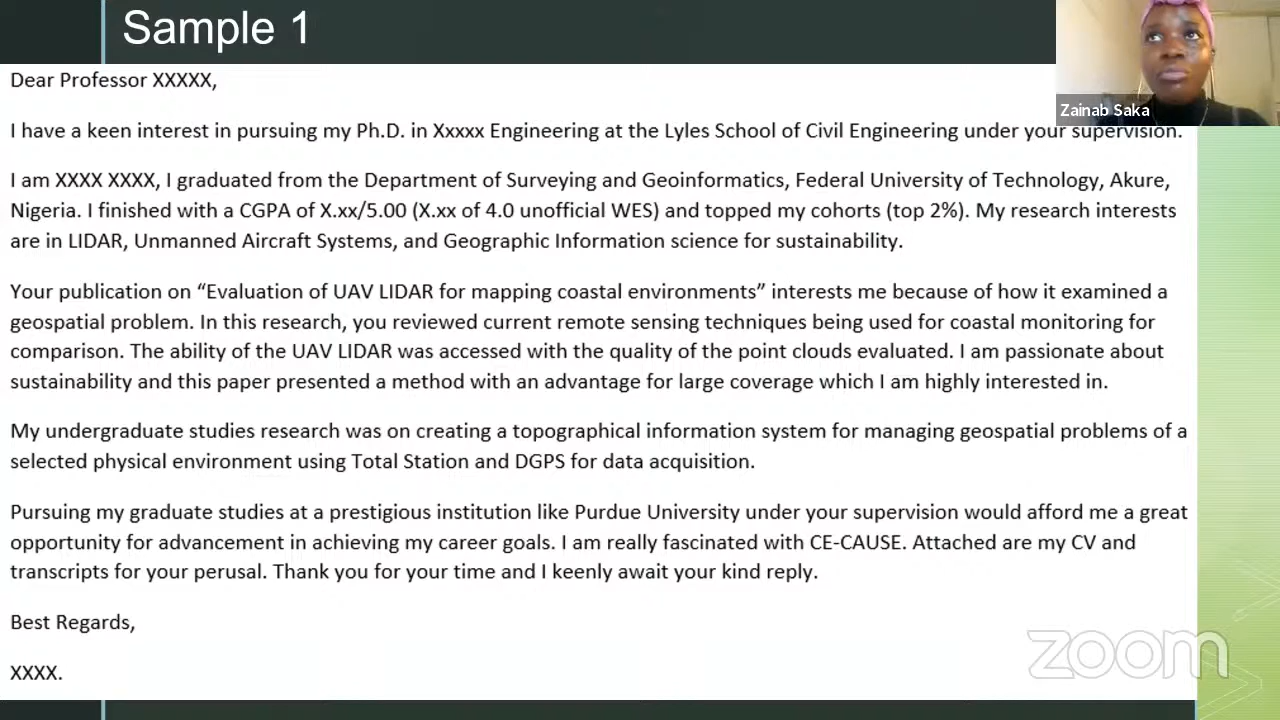 Sample 1
Zainab Saka
Dear Professor XXXXX,
I have a keen interest in pursuing my Ph.D. in Xxxxx Engineering at the Lyles School of Civil Engineering under your supervision.
I am XXXX XXXX, I graduated from the Department of Surveying and Geoinformatics, Federal University of Technology, Akure,
Nigeria. I finished with a CGPA of X.xx/5.00 (X.xx of 4.0 unofficial WES) and topped my cohorts (top 2%). My research interests
are in LIDAR, Unmanned Aircraft Systems, and Geographic Information science for sustainability.
Your publication on “Evaluation of UAV LIDAR for mapping coastal environments” interests me because of how it examined a
geospatial problem. In this research, you reviewed current remote sensing techniques being used for coastal monitoring for
comparison. The ability of the UAV LIDAR was accessed with the quality of the point clouds evaluated. I am passionate about
sustainability and this paper presented a method with an advantage for large coverage which I am highly interested in.
My undergraduate studies research was on creating a topographical information system for managing geospatial problems of a
selected physical environment using Total Station and DGPS for data acquisition.
Pursuing my graduate studies at a prestigious institution like Purdue University under your supervision would afford me a great
opportunity for advancement in achieving my career goals. I am really fascinated with CE-CAUSE. Attached are my CV and
transcripts for your perusal. Thank you for your time and I keenly await your kind reply.
Best Regards,
XXXX.
zoom